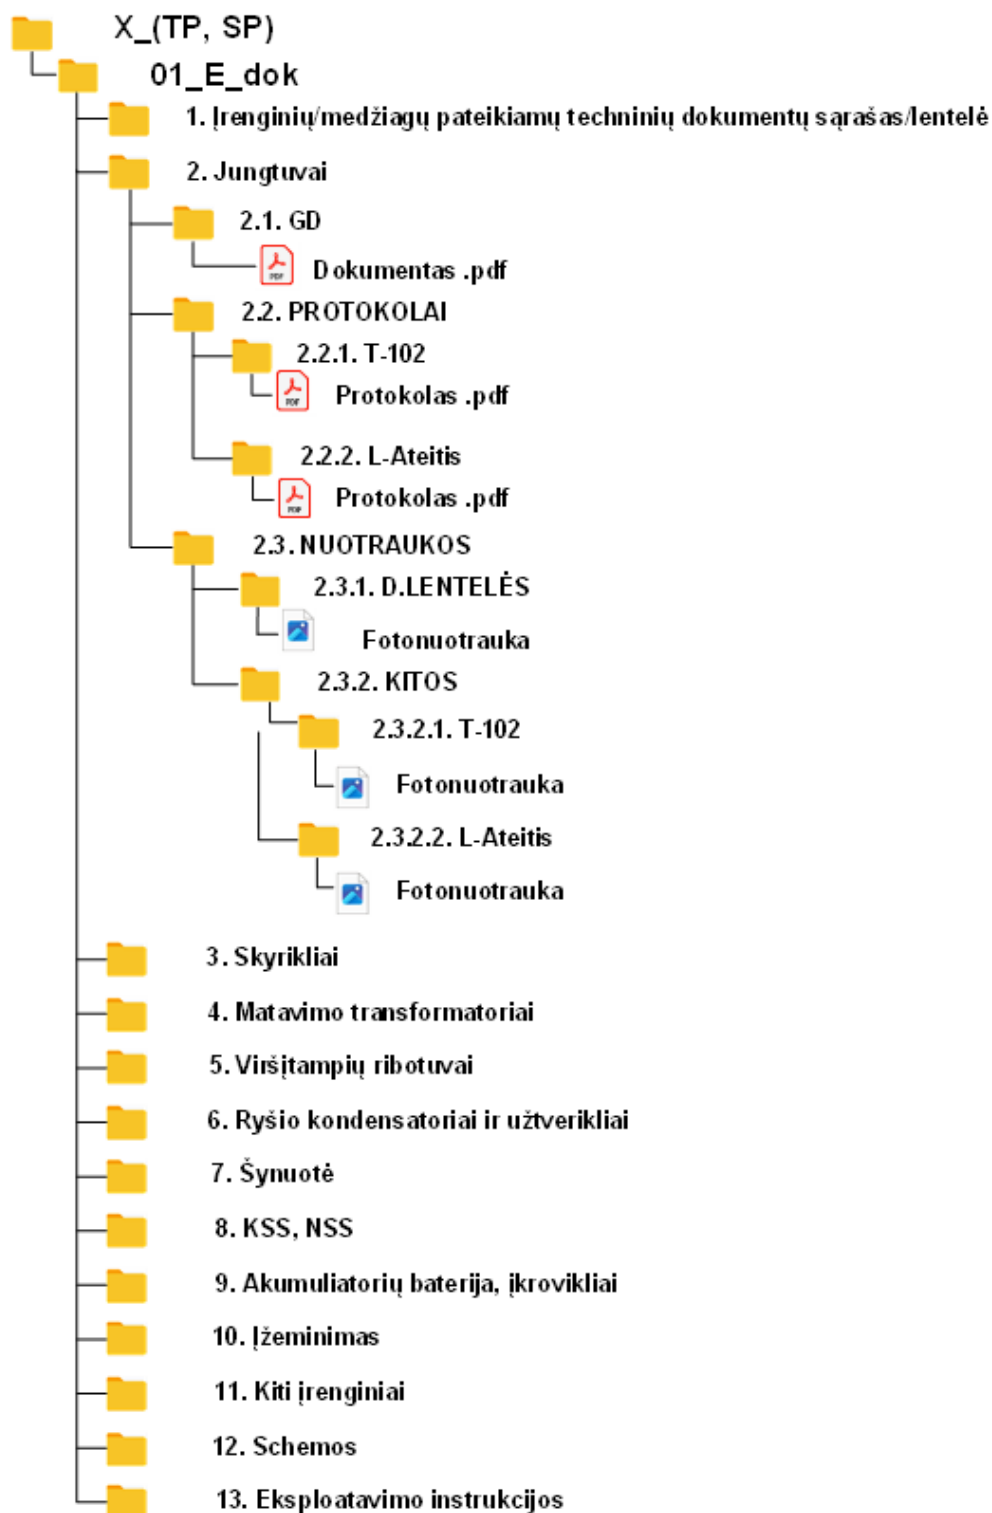 X_(TP, SP)
01_E_dok
1. Įrenginių/medžiagų pateikiamų techninių dokumentų sąrašas/lentelė
2. Jungtuvai
2.1. GD
PDF
Dokumentas .pdf
2.2. PROTOKOLAI
2.2.1. T-102
PDF
Protokolas .pdf
2.2.2. L-Ateitis
PDF
Protokolas .pdf
2.3. NUOTRAUKOS
2.3.1. D.LENTELĖS
Fotonuotrauka
2.3.2. KITOS
2.3.2.1. T-102
Fotonuotrauka
2.3.2.2. L-Ateitis
Fotonuotrauka
3. Skyrikliai
4. Matavimo transformatoriai
5. Viršįtampių ribotuvai
6. Ryšio kondensatoriai ir užtverikliai
7. Šynuotė
8. KSS, NSS
9. Akumuliatorių baterija, įkrovikliai
10. Įžeminimas
11. Kiti įrenginiai
12. Schemos
13. Eksploatavimo instrukcijos